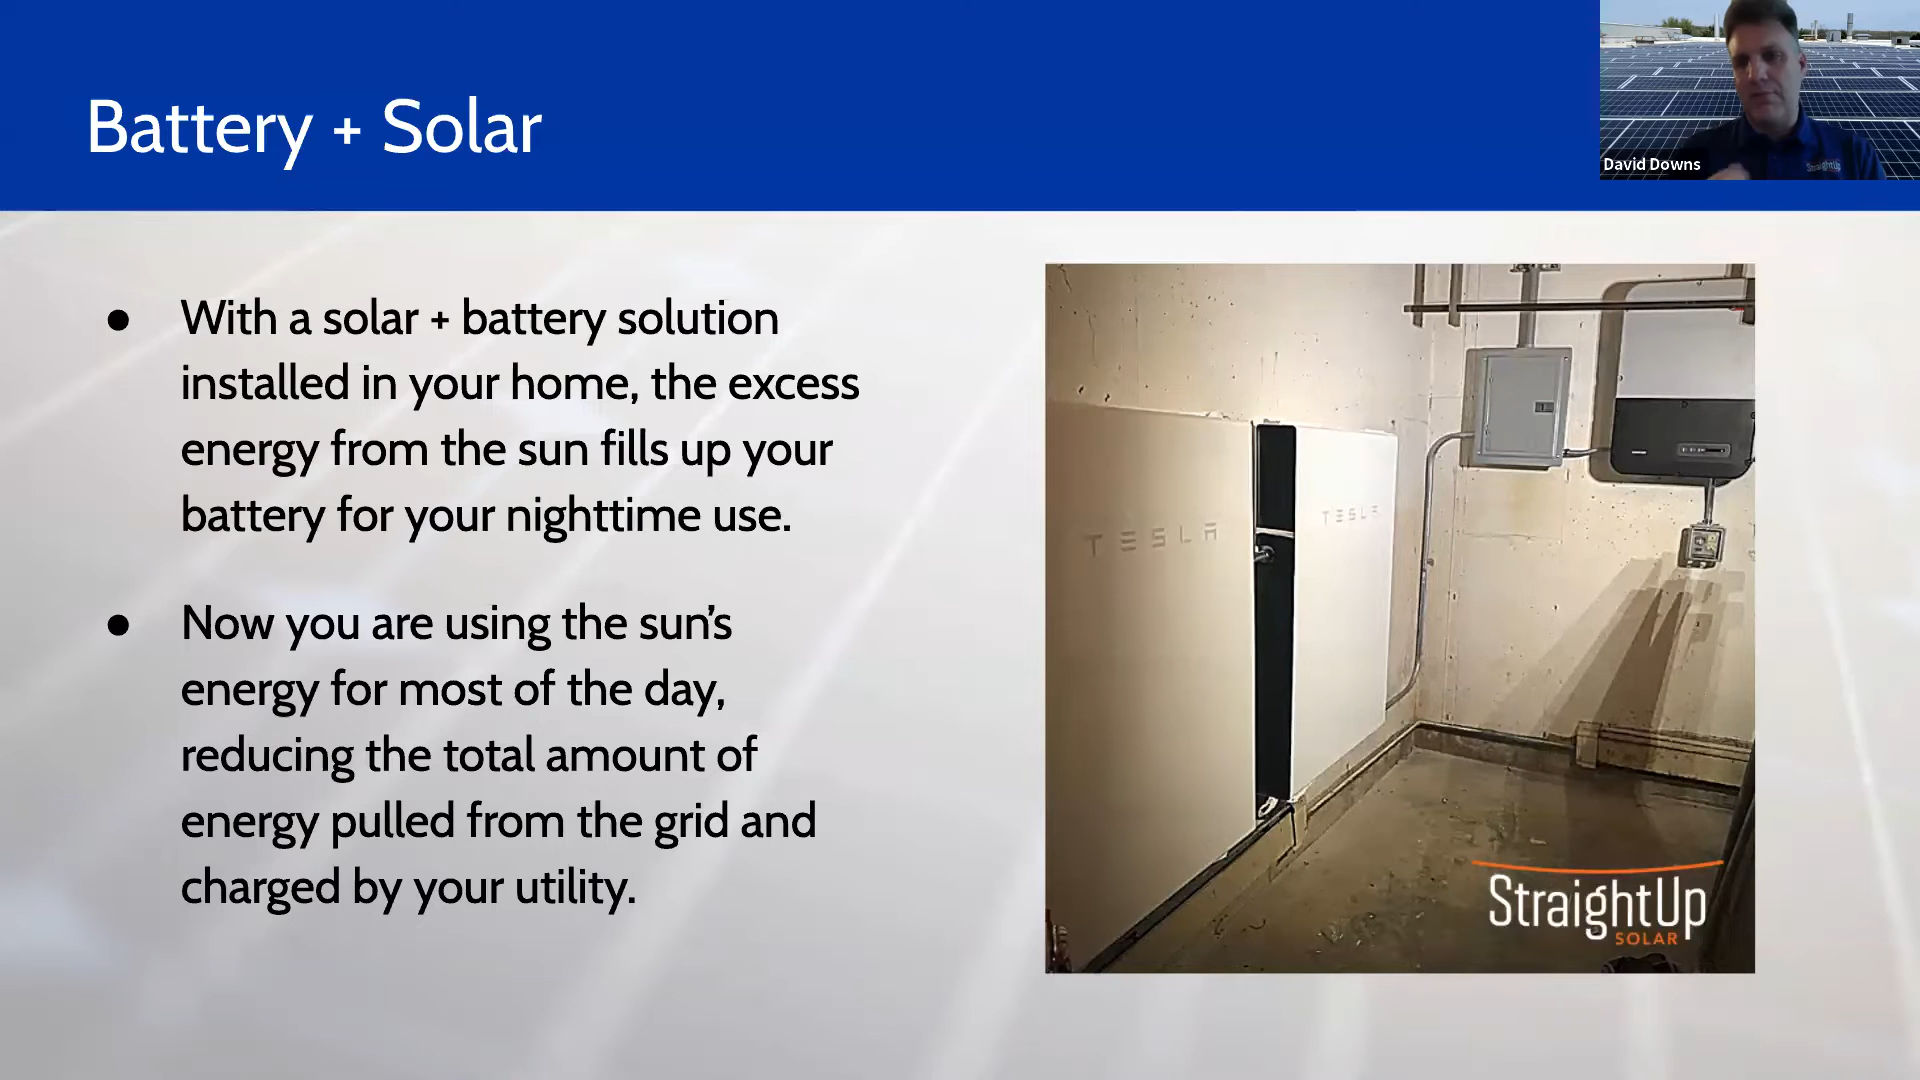 Battery + Solar
David Downs
StraightUp
● With a solar + battery solution
installed in your home, the excess
energy from the sun fills up your
battery for your nighttime use.
● Now you are using the sun’s
energy for most of the day,
reducing the total amount of
energy pulled from the grid and
charged by your utility.
TESLA
TESLA
StraightUp
SOLAR